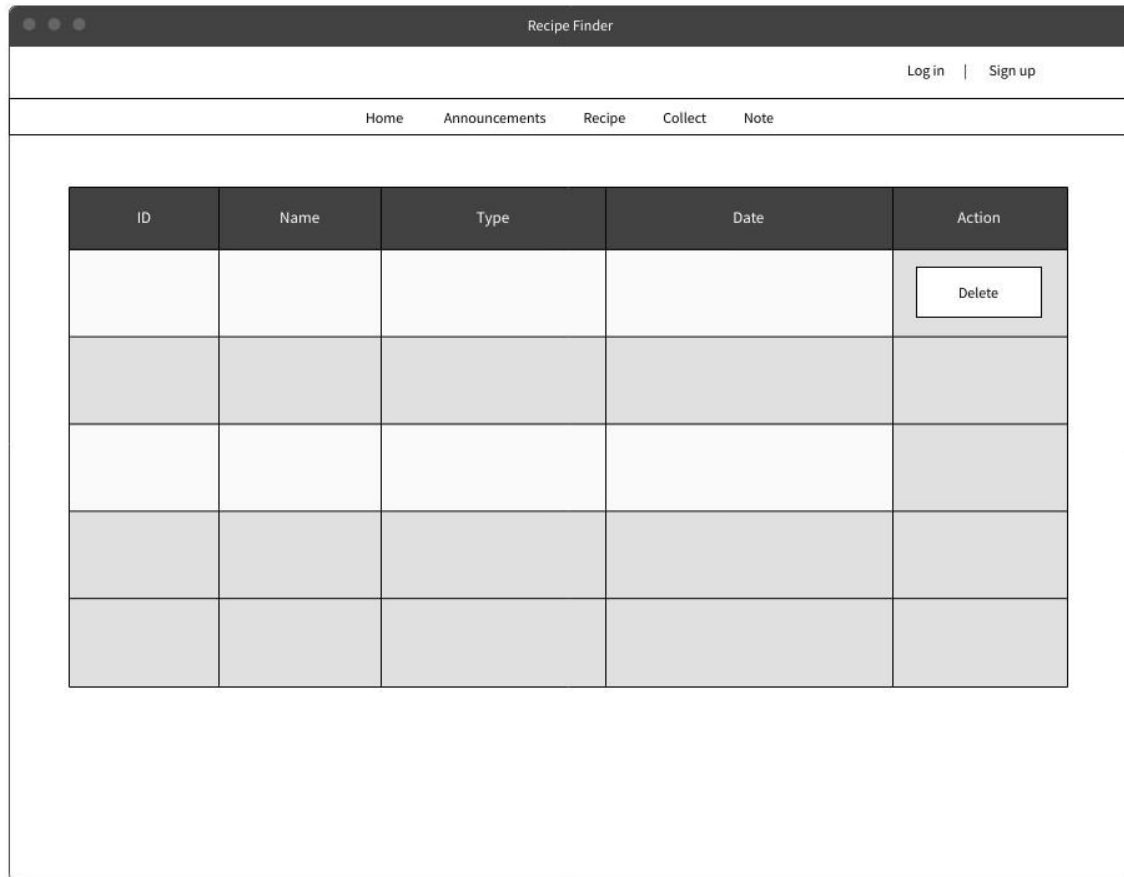 Recipe Finder
Log in | Sign up
Home Announcements Recipe Collect Note
ID Name Type Date Action
Delete